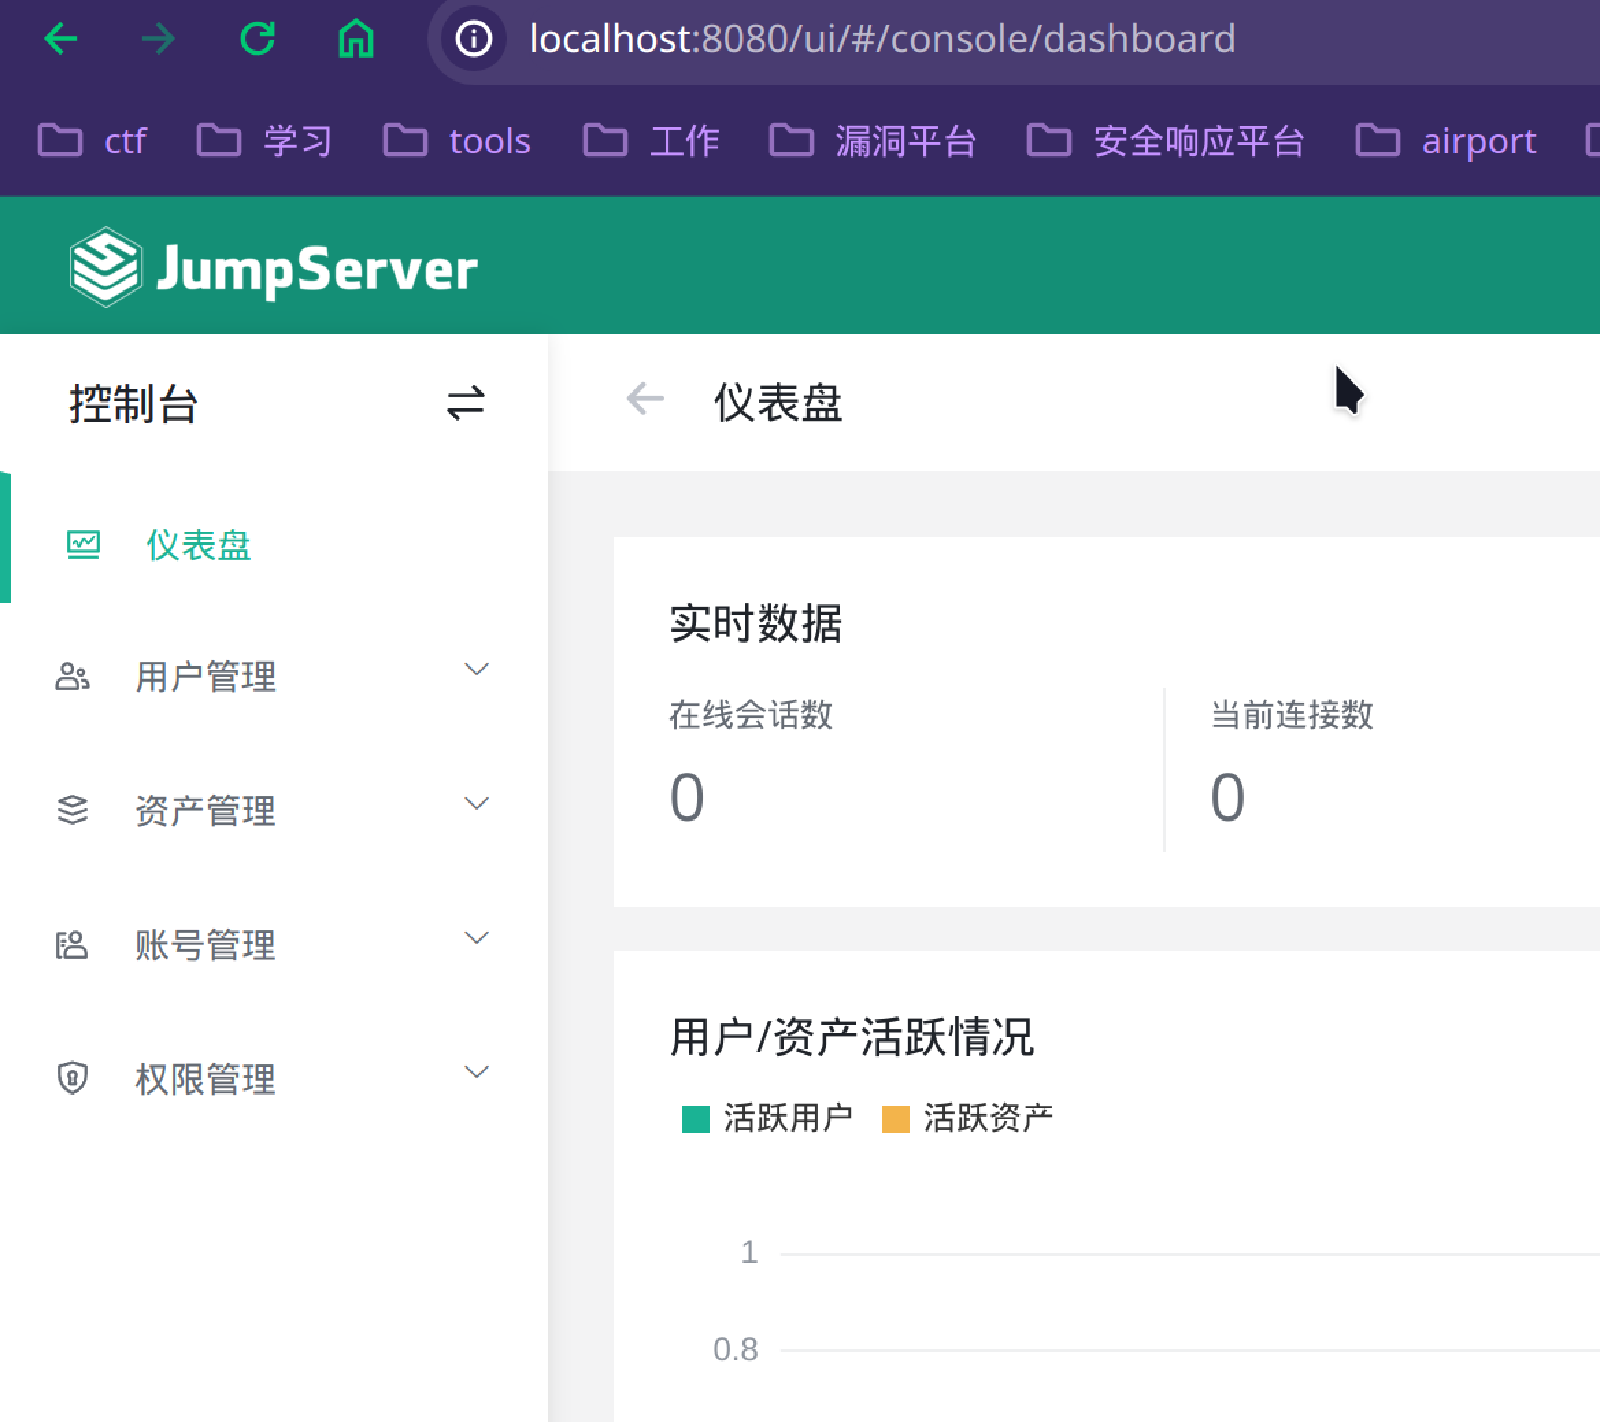 localhost:8080/ui/#/console/dashboard
ctf 学习 tools 工作 漏洞平台 安全响应平台 airport
JumpServer
控制台
仪表盘
仪表盘
用户管理
资产管理
账号管理
权限管理
实时数据
在线会话数 当前连接数
0 0
用户/资产活跃情况
活跃用户 活跃资产
1
0.8